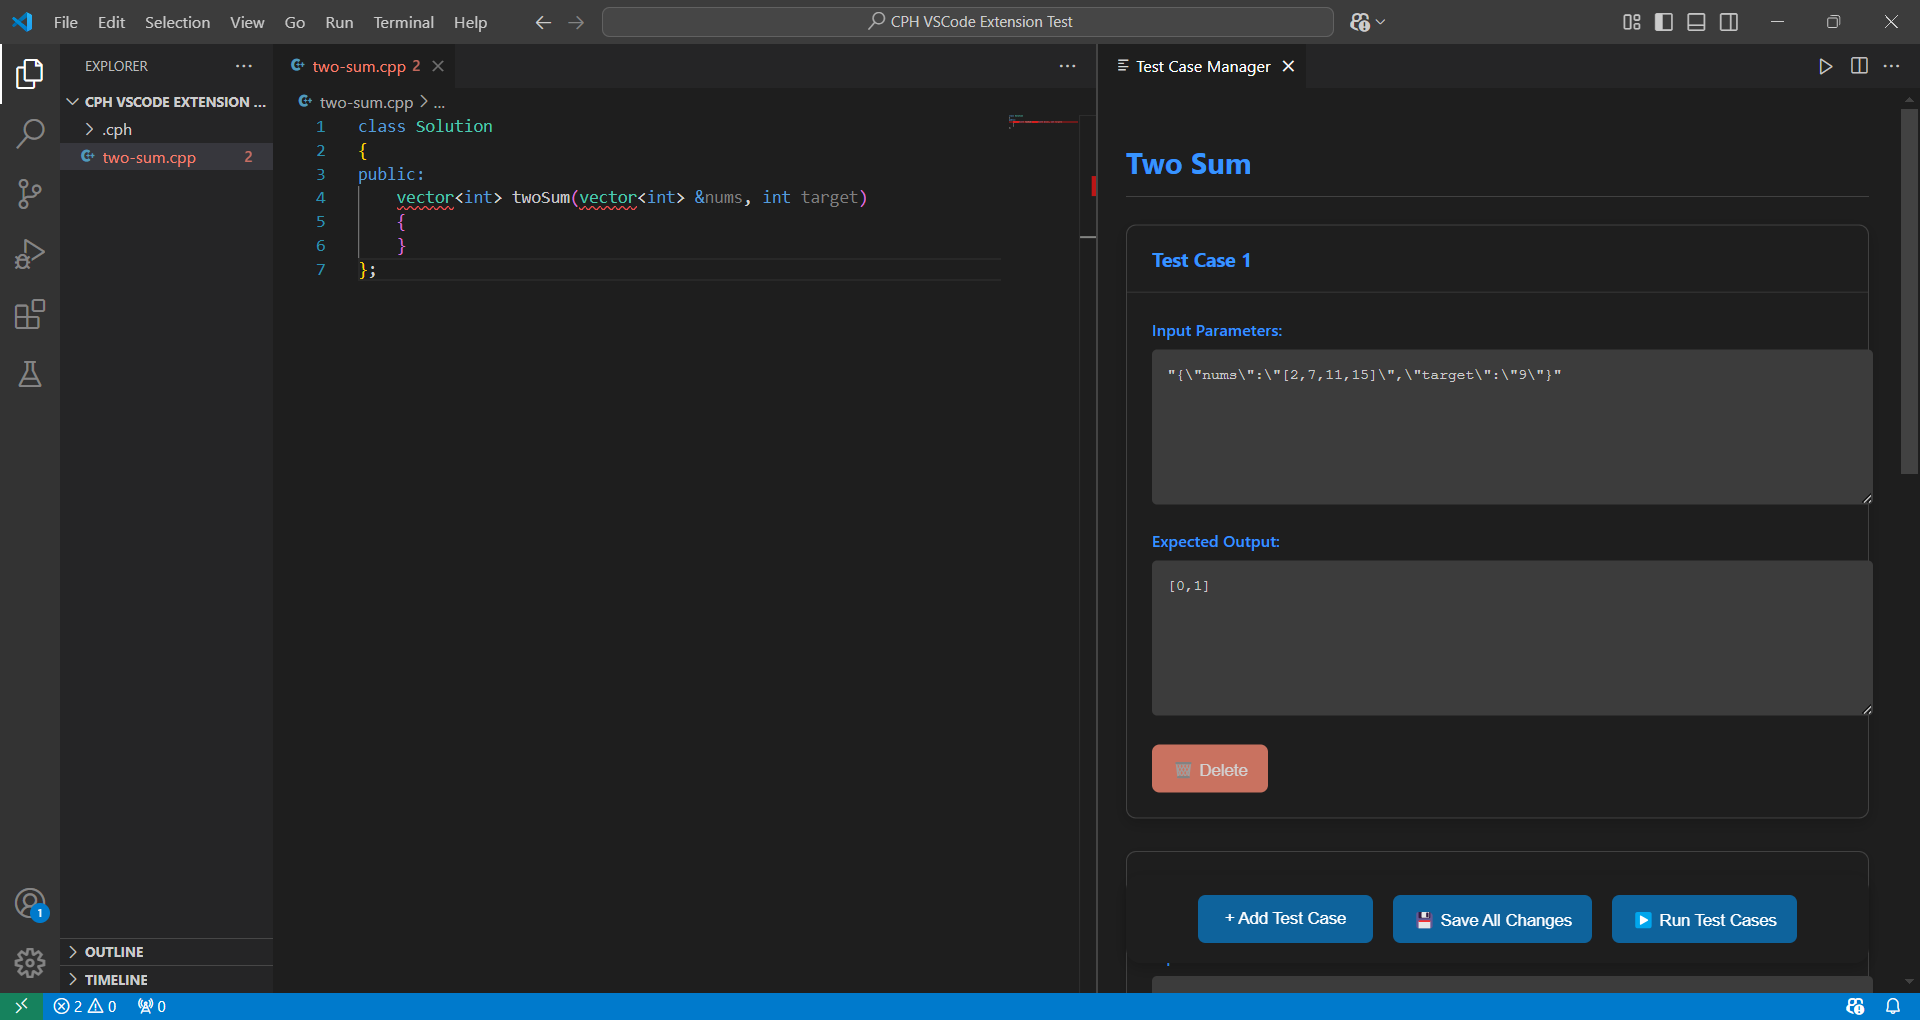 File Edit Selection View Go Run Terminal Help
CPH VSCode Extension Test
EXPLORER
CPH VSCODE EXTENSION ...
.cph
two-sum.cpp 2
OUTLINE
TIMELINE
1
two-sum.cpp 2
two-sum.cpp > ...
1 class Solution
2 {
3 public:
4 vector<int> twoSum(vector<int> &nums, int target)
5 {
6 }
7 };
Test Case Manager
Two Sum
Test Case 1
Input Parameters:
"{\"nums\":\"[2,7,11,15]\",\"target\":\"9\"}"
Expected Output:
[0,1]
Delete
+ Add Test Case
Save All Changes
Run Test Cases
2 0 0